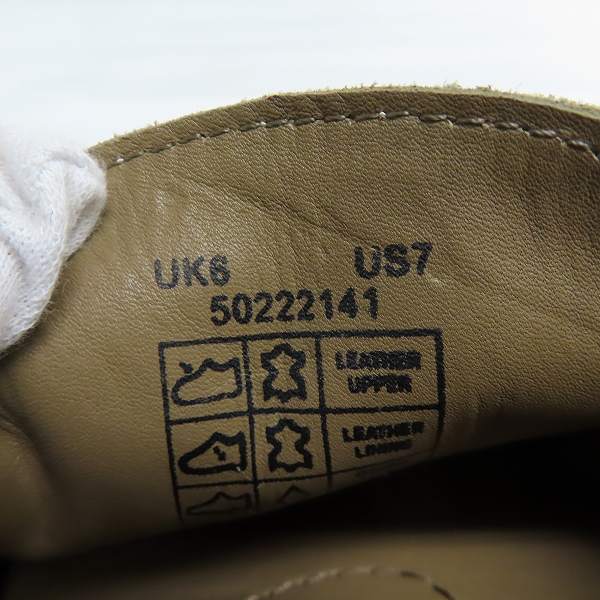 UK6 US7
50222141
LEATHER
UPPER
LEATHER
LINING